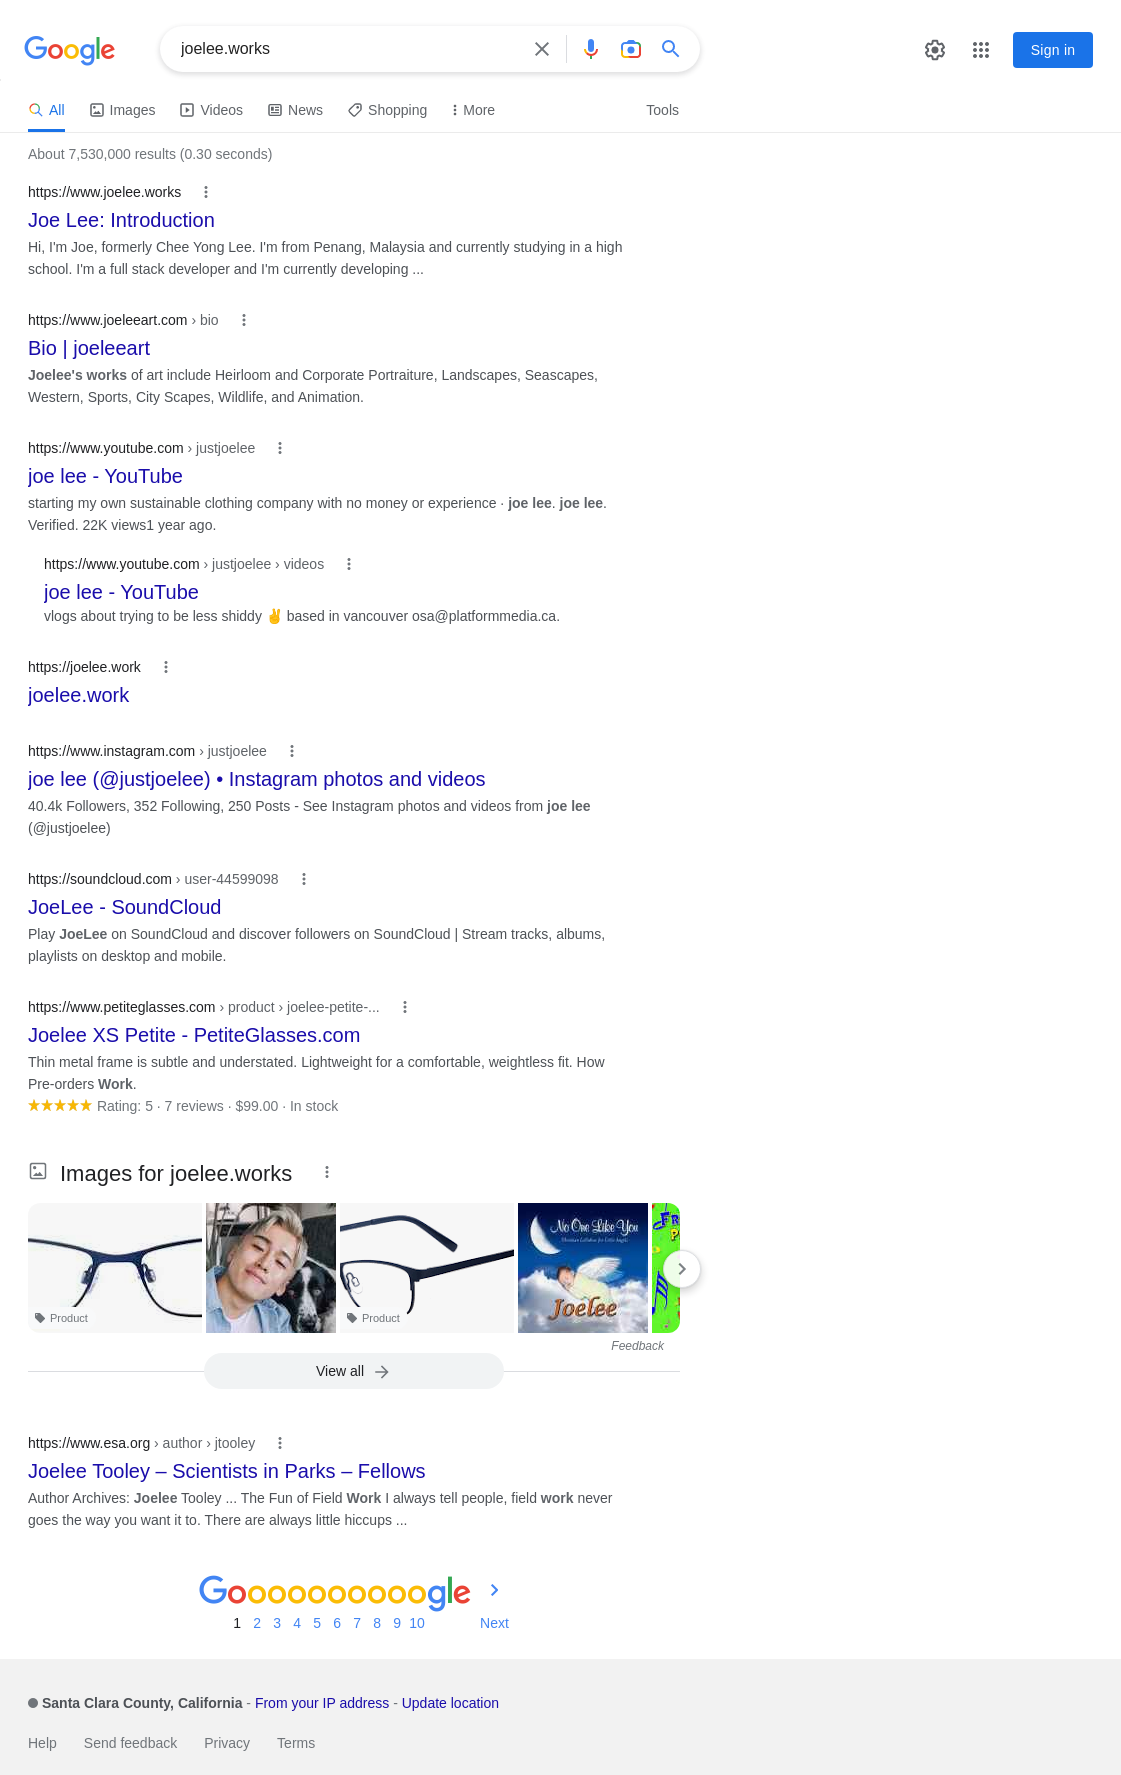 Google
joelee.works
Sign in
All
Images
Videos
News
Shopping
More
Tools
About 7,530,000 results (0.30 seconds)
https://www.joelee.works
Joe Lee: Introduction
Hi, I'm Joe, formerly Chee Yong Lee. I'm from Penang, Malaysia and currently studying in a high
school. I'm a full stack developer and I'm currently developing ...
https://www.joeleeart.com › bio
Bio | joeleeart
Joelee's works of art include Heirloom and Corporate Portraiture, Landscapes, Seascapes,
Western, Sports, City Scapes, Wildlife, and Animation.
https://www.youtube.com › justjoelee
joe lee - YouTube
starting my own sustainable clothing company with no money or experience · joe lee. joe lee.
Verified. 22K views1 year ago.
https://www.youtube.com › justjoelee › videos
joe lee - YouTube
vlogs about trying to be less shiddy ✌️ based in vancouver osa@platformmedia.ca.
https://joelee.work
joelee.work
https://www.instagram.com › justjoelee
joe lee (@justjoelee) • Instagram photos and videos
40.4k Followers, 352 Following, 250 Posts - See Instagram photos and videos from joe lee
(@justjoelee)
https://soundcloud.com › user-44599098
JoeLee - SoundCloud
Play JoeLee on SoundCloud and discover followers on SoundCloud | Stream tracks, albums,
playlists on desktop and mobile.
https://www.petiteglasses.com › product › joelee-petite-...
Joelee XS Petite - PetiteGlasses.com
Thin metal frame is subtle and understated. Lightweight for a comfortable, weightless fit. How
Pre-orders Work.
Rating: 5 · 7 reviews · $99.00 · In stock
Images for joelee.works
No One Like You
Joelee
Product
Product
Feedback
View all
https://www.esa.org › author › jtooley
Joelee Tooley – Scientists in Parks – Fellows
Author Archives: Joelee Tooley ... The Fun of Field Work I always tell people, field work never
goes the way you want it to. There are always little hiccups ...
Goooooooooogle
1 2 3 4 5 6 7 8 9 10 Next
Santa Clara County, California - From your IP address - Update location
Help
Send feedback
Privacy
Terms